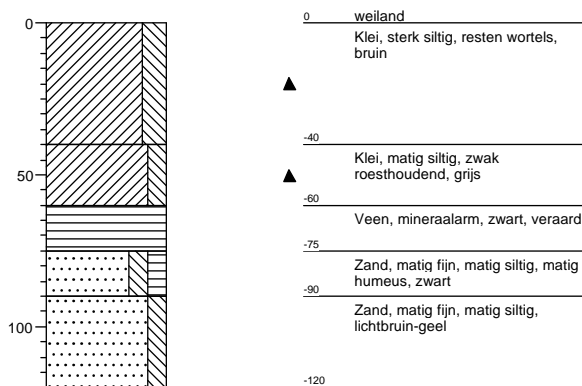 0
0 weiland
Klei, sterk siltig, resten wortels,
bruin
-40
Klei, matig siltig, zwak
roesthoudend, grijs
50
-60
Veen, mineraalarm, zwart, veraard
-75
Zand, matig fijn, matig siltig, matig
humeus, zwart
-90
Zand, matig fijn, matig siltig,
lichtbruin-geel
100
-120